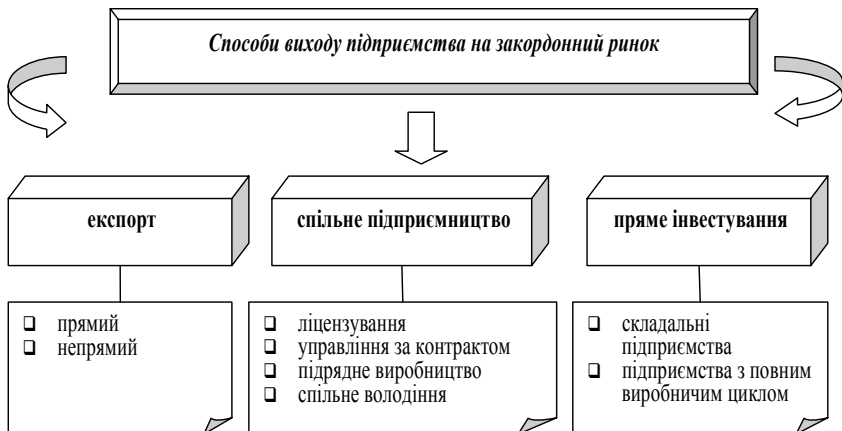 Способи виходу підприємства на закордонний ринок
експорт
спільне підприємництво
пряме інвестування
прямий
непрямий
ліцензування
управління за контрактом
підрядне виробництво
спільне володіння
складальні
підприємства
підприємства з повним
виробничим циклом